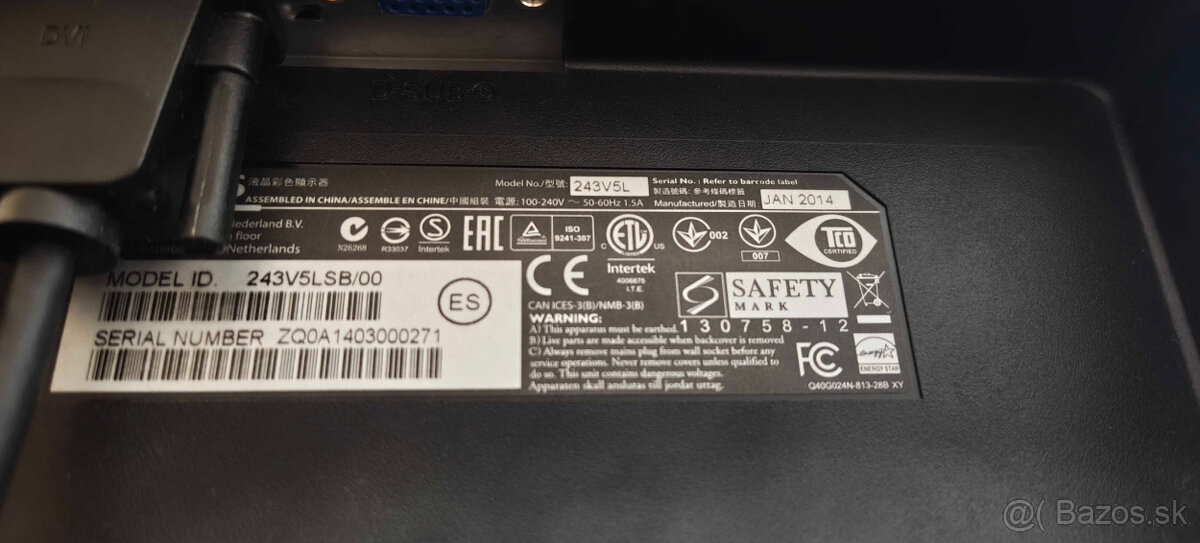 DVI
D-SUB
S 液晶彩色顯示器
Model No./型號: 243V5L
Serial No.: Refer to barcode label
製造號碼: 參考條碼標籤
ASSEMBLED IN CHINA/ASSEMBLE EN CHINE/中國組裝 電源: 100-240V ～ 50-60Hz 1.5A
Manufactured/製造日期 JAN 2014
Nederland B.V.
floor
Netherlands
N26268
R33037
Intertek
EAC
ISO
9241-307
C ETL US
Intertek
4006875
I.T.E.
002
007
TCO
CERTIFIED
MODEL ID. 243V5LSB/00
SERIAL NUMBER ZQ0A1403000271
ES
CE
CAN ICES-3(B)/NMB-3(B)
SAFETY
MARK
130758-12
WARNING:
A) This apparatus must be earthed.
B) Live parts are made accessible when backcover is removed
C) Always remove mains plug from wall socket before any
service operations. Never remove covers unless qualified to
do so. This unit contains dangerous voltages.
Apparaten skall anslutas till jordat uttag.
FC
energy
ENERGY STAR
Q40G024N-813-28B XY
@( Bazos.sk